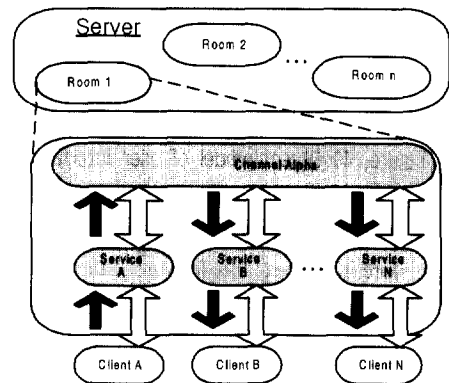 Server
Room 2
Room 1
...
Room n
Channel Alpha
Service
A
Service
B
...
Service
N
Client A
Client B
Client N